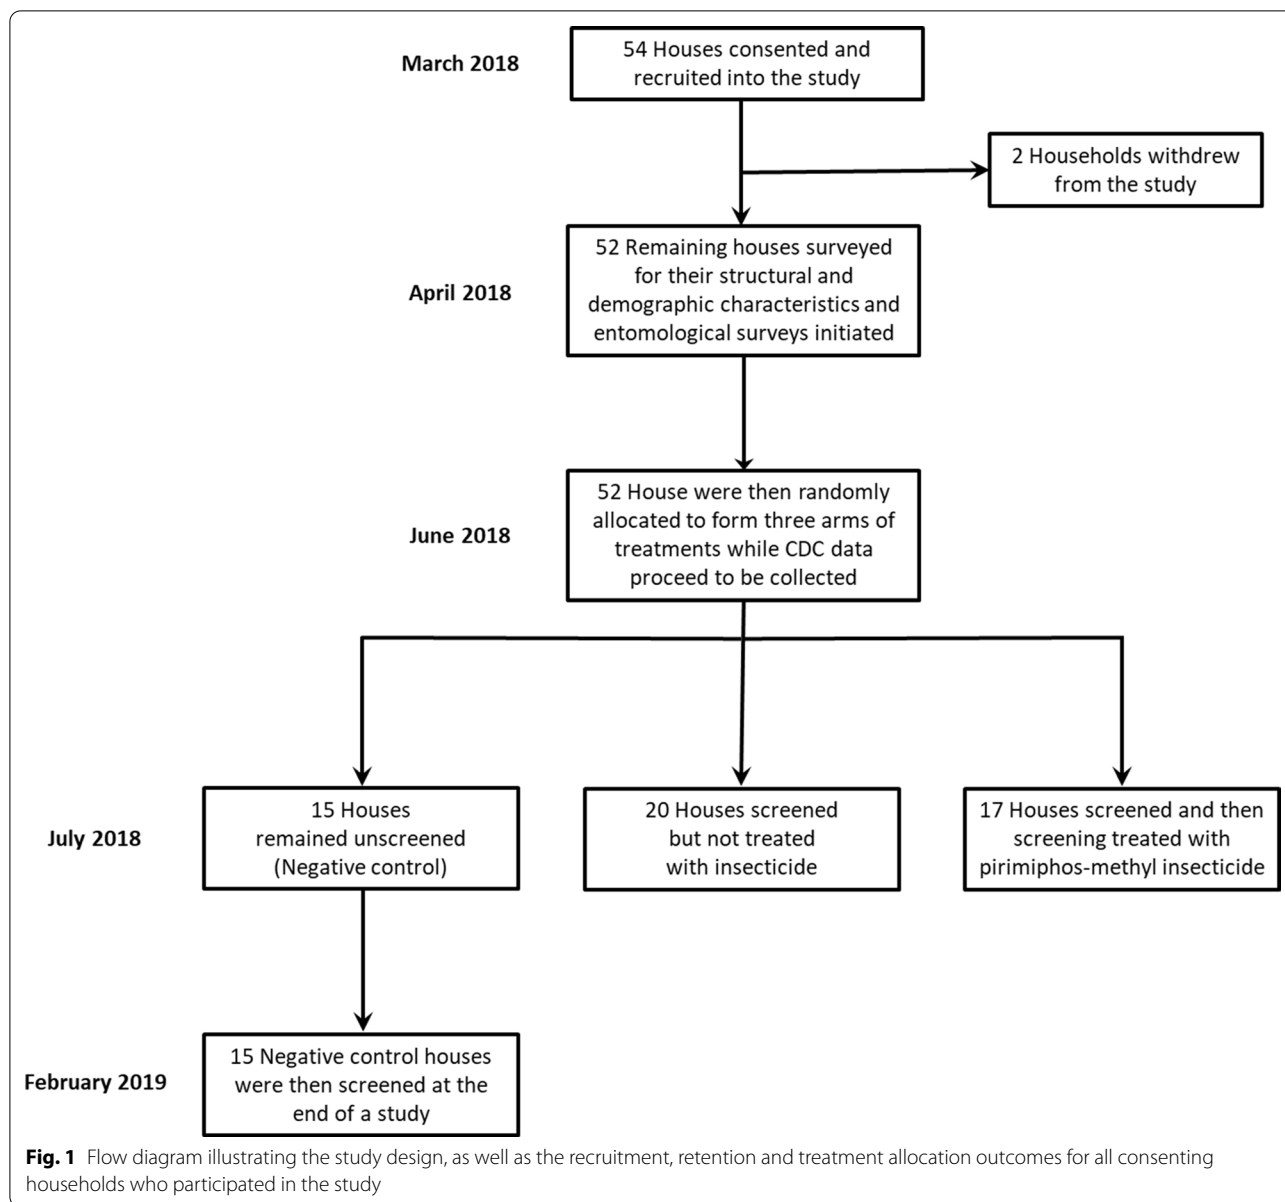 March 2018
54 Houses consented and
recruited into the study
2 Households withdrew
from the study
April 2018
52 Remaining houses surveyed
for their structural and
demographic characteristics and
entomological surveys initiated
June 2018
52 House were then randomly
allocated to form three arms of
treatments while CDC data
proceed to be collected
July 2018
15 Houses
remained unscreened
(Negative control)
20 Houses screened
but not treated
with insecticide
17 Houses screened and then
screening treated with
pirimiphos-methyl insecticide
February 2019
15 Negative control houses
were then screened at the
end of a study
Fig. 1 Flow diagram illustrating the study design, as well as the recruitment, retention and treatment allocation outcomes for all consenting
households who participated in the study